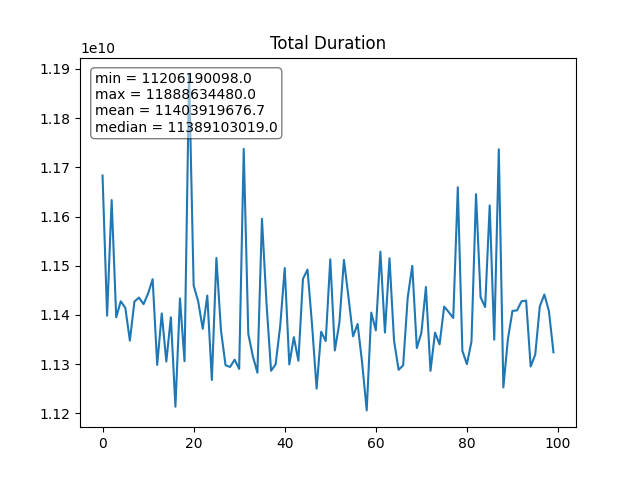 Total Duration
1e10
min = 11206190098.0
max = 11888634480.0
mean = 11403919676.7
median = 11389103019.0
1.19
1.18
1.17
1.16
1.15
1.14
1.13
1.12
0 20 40 60 80 100